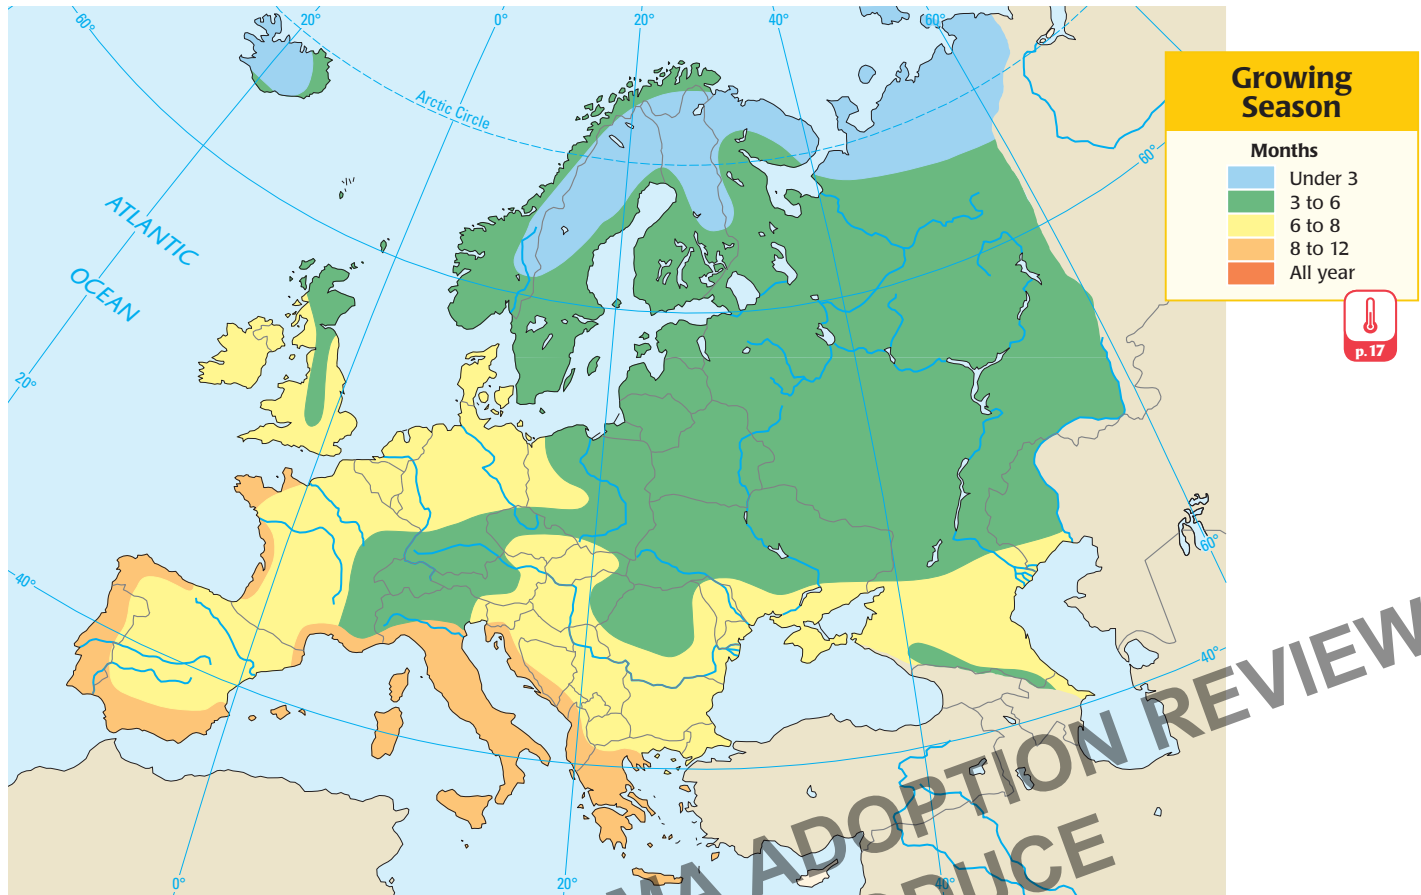 60°
20°
0°
20°
40°
60°
Arctic Circle
60°
ATLANTIC
OCEAN
20°
40°
60°
40°
0°
20°
40°
Growing
Season
Months
Under 3
3 to 6
6 to 8
8 to 12
All year
p. 17
ADOPTION REVIEW